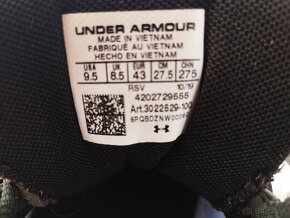 UNDER ARMOUR
MADE IN VIETNAM
FABRIQUÉ AU VIETNAM
HECHO EN VIETNAM
USA UK EUR CM CHN
9.5 8.5 43 27.5 275
RSV 10/19
4202729555
Art.3022529-100